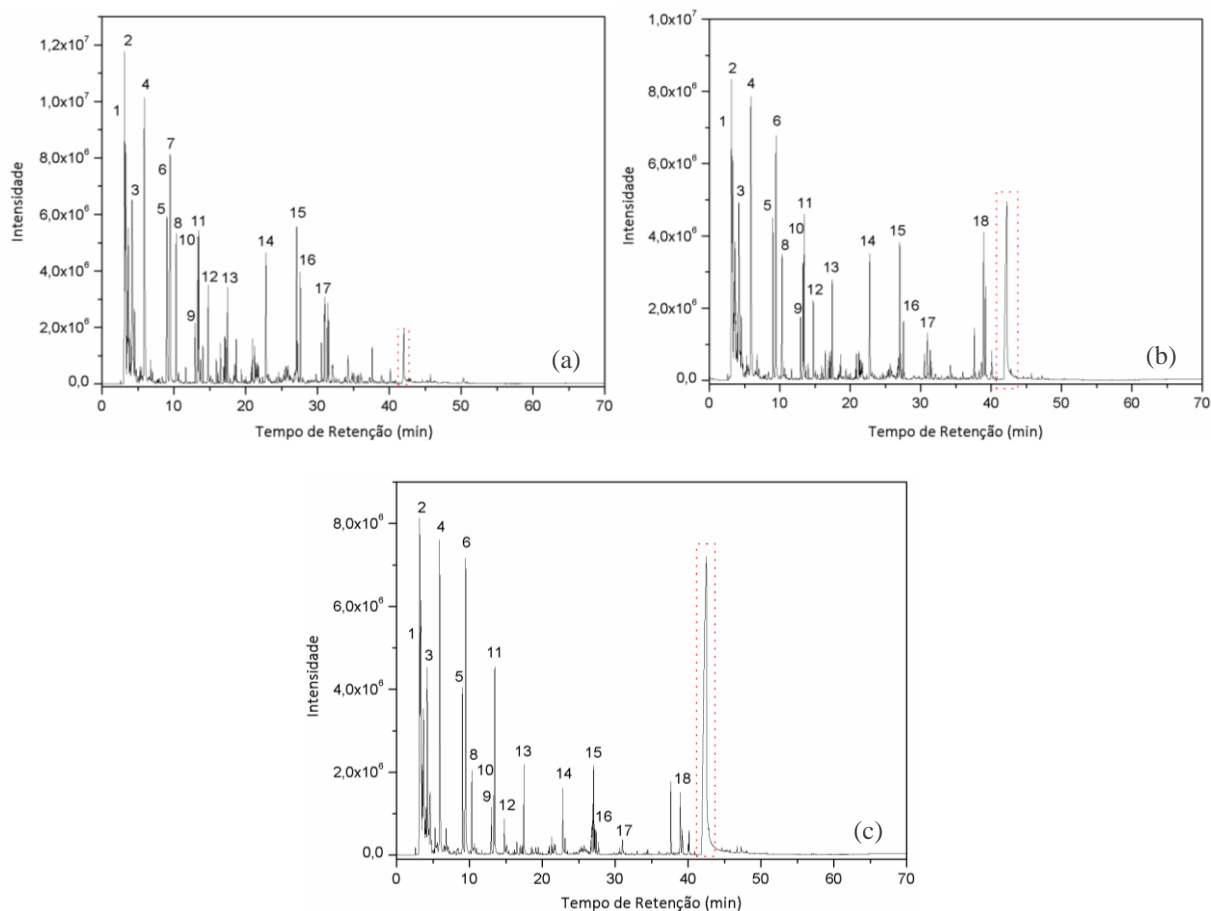 1,2x10⁷
1,0x10⁷
8,0x10⁶
6,0x10⁶
4,0x10⁶
2,0x10⁶
0,0
Intensidade
0 10 20 30 40 50 60 70
Tempo de Retenção (min)
1 2 3 4 5 6 7 8 9 10 11 12 13 14 15 16 17
(a)
1,0x10⁷
8,0x10⁶
6,0x10⁶
4,0x10⁶
2,0x10⁶
0,0
Intensidade
0 10 20 30 40 50 60 70
Tempo de Retenção (min)
1 2 3 4 5 6 8 9 10 11 12 13 14 15 16 17 18
(b)
8,0x10⁶
6,0x10⁶
4,0x10⁶
2,0x10⁶
0,0
Intensidade
0 10 20 30 40 50 60 70
Tempo de Retenção (min)
1 2 3 4 5 6 8 9 10 11 12 13 14 15 16 17 18
(c)